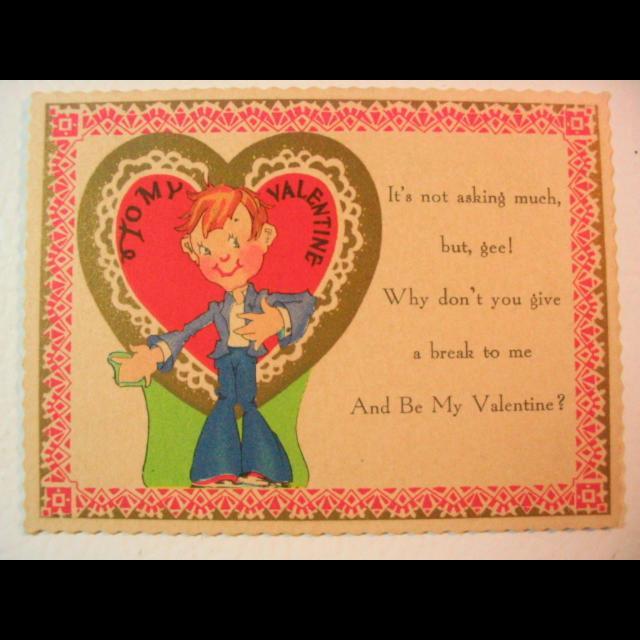 TO MY VALENTINE
It's not asking much,
but, gee!
Why don't you give
a break to me
And Be My Valentine?